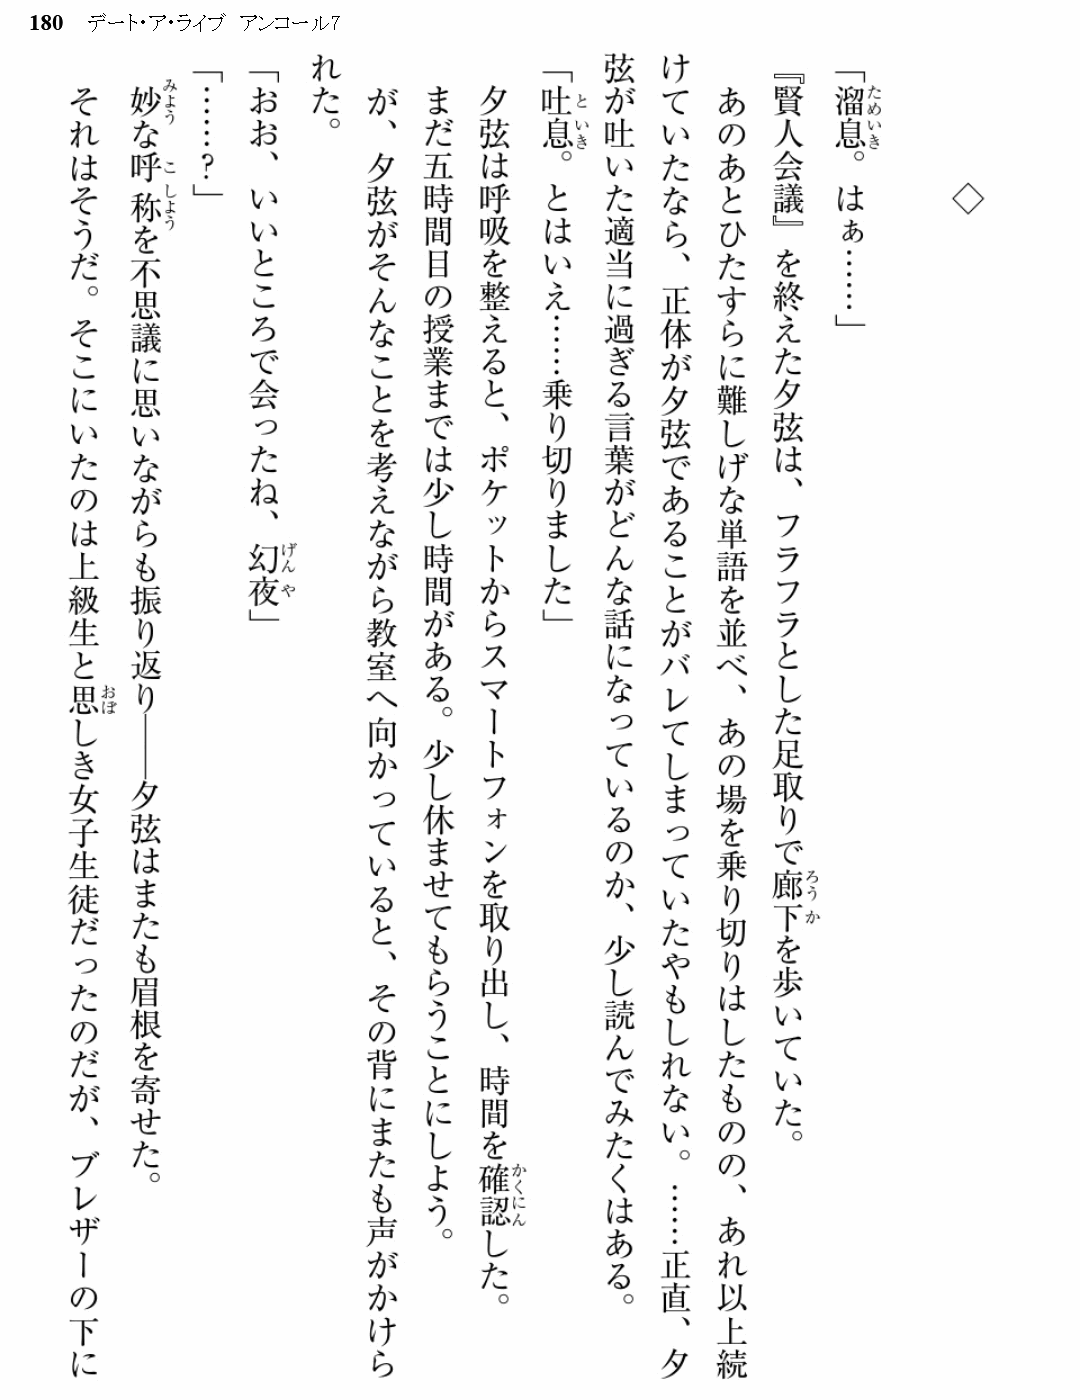 180 デート・ア・ライブ アンコール7
◇
「溜息。はぁ……」
『賢人会議』を終えた夕弦は、フラフラとした足取りで廊下を歩いていた。
あのあとひたすらに難しげな単語を並べ、あの場を乗り切りはしたものの、あれ以上続
けていたなら、正体が夕弦であることがバレてしまっていたやもしれない。……正直、夕
弦が吐いた適当に過ぎる言葉がどんな話になっているのか、少し読んでみたくはある。
「吐息。とはいえ……乗り切りました」
夕弦は呼吸を整えると、ポケットからスマートフォンを取り出し、時間を確認した。
まだ五時間目の授業までは少し時間がある。少し休ませてもらうことにしよう。
が、夕弦がそんなことを考えながら教室へ向かっていると、その背にまたも声がかけら
れた。
「おお、いいところで会ったね、幻夜」
「……?」
妙な呼称を不思議に思いながらも振り返り――夕弦はまたも眉根を寄せた。
それはそうだ。そこにいたのは上級生と思しき女子生徒だったのだが、ブレザーの下に